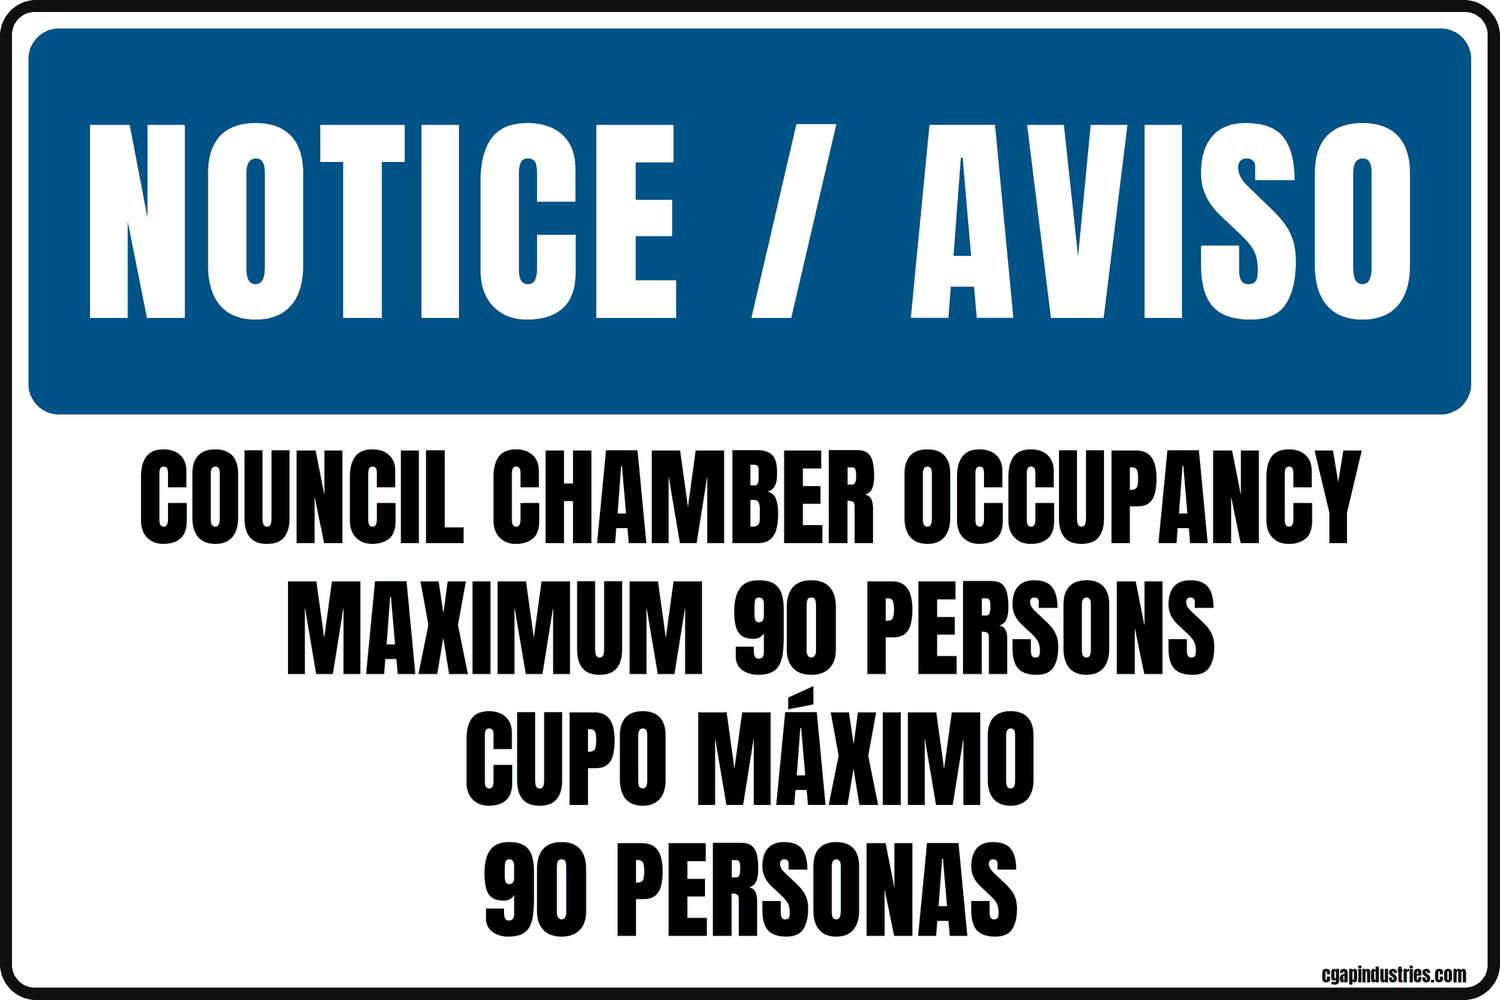 NOTICE / AVISO
COUNCIL CHAMBER OCCUPANCY
MAXIMUM 90 PERSONS
CUPO MÁXIMO
90 PERSONAS
cgapindustries.com